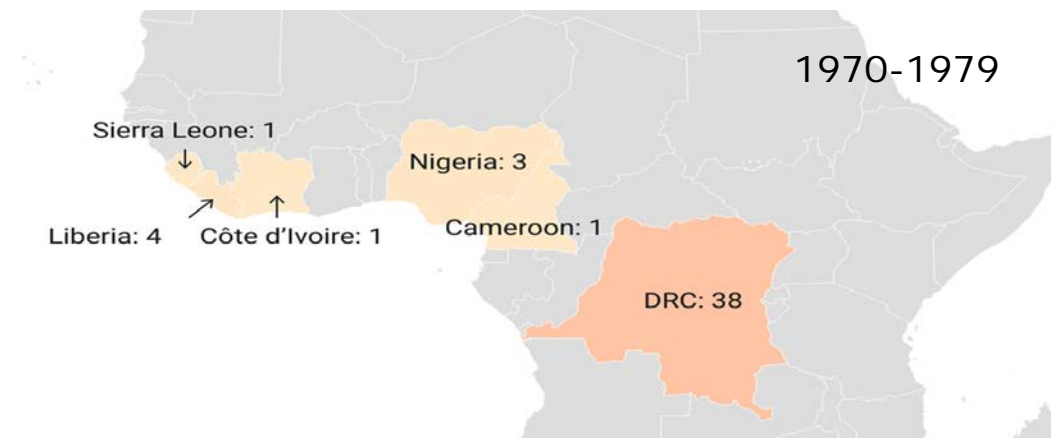 1970-1979
Sierra Leone: 1
Nigeria: 3
Liberia: 4
Côte d’Ivoire: 1
Cameroon: 1
DRC: 38